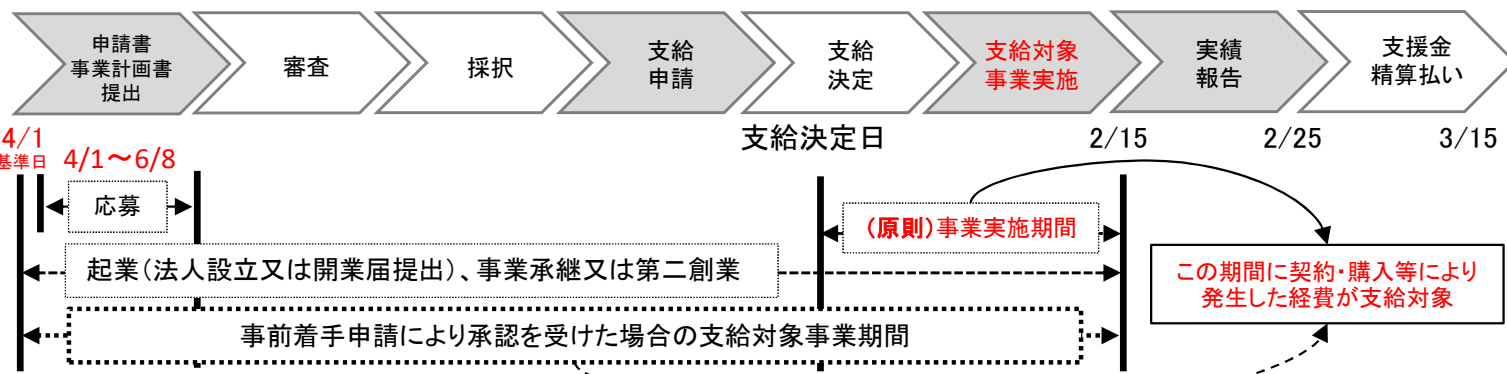 申請書
事業計画書
提出
審査
採択
支給
申請
支給
決定
支給対象
事業実施
実績
報告
支援金
精算払い
4/1
基準日
4/1～6/8
支給決定日
2/15
2/25
3/15
応募
(原則)事業実施期間
起業(法人設立又は開業届提出)、事業承継又は第二創業
この期間に契約・購入等により
発生した経費が支給対象
事前着手申請により承認を受けた場合の支給対象事業期間